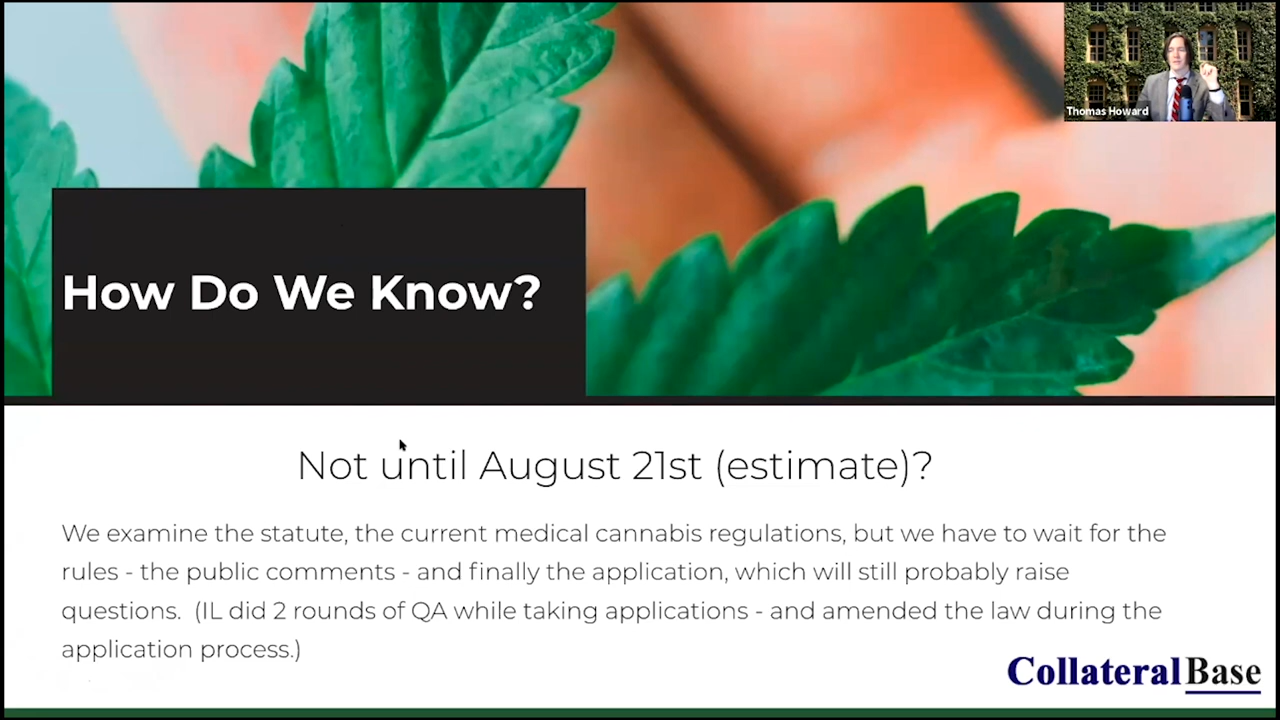 Thomas Howard
How Do We Know?
Not until August 21st (estimate)?
We examine the statute, the current medical cannabis regulations, but we have to wait for the
rules - the public comments - and finally the application, which will still probably raise
questions.  (IL did 2 rounds of QA while taking applications - and amended the law during the
application process.)
CollateralBase